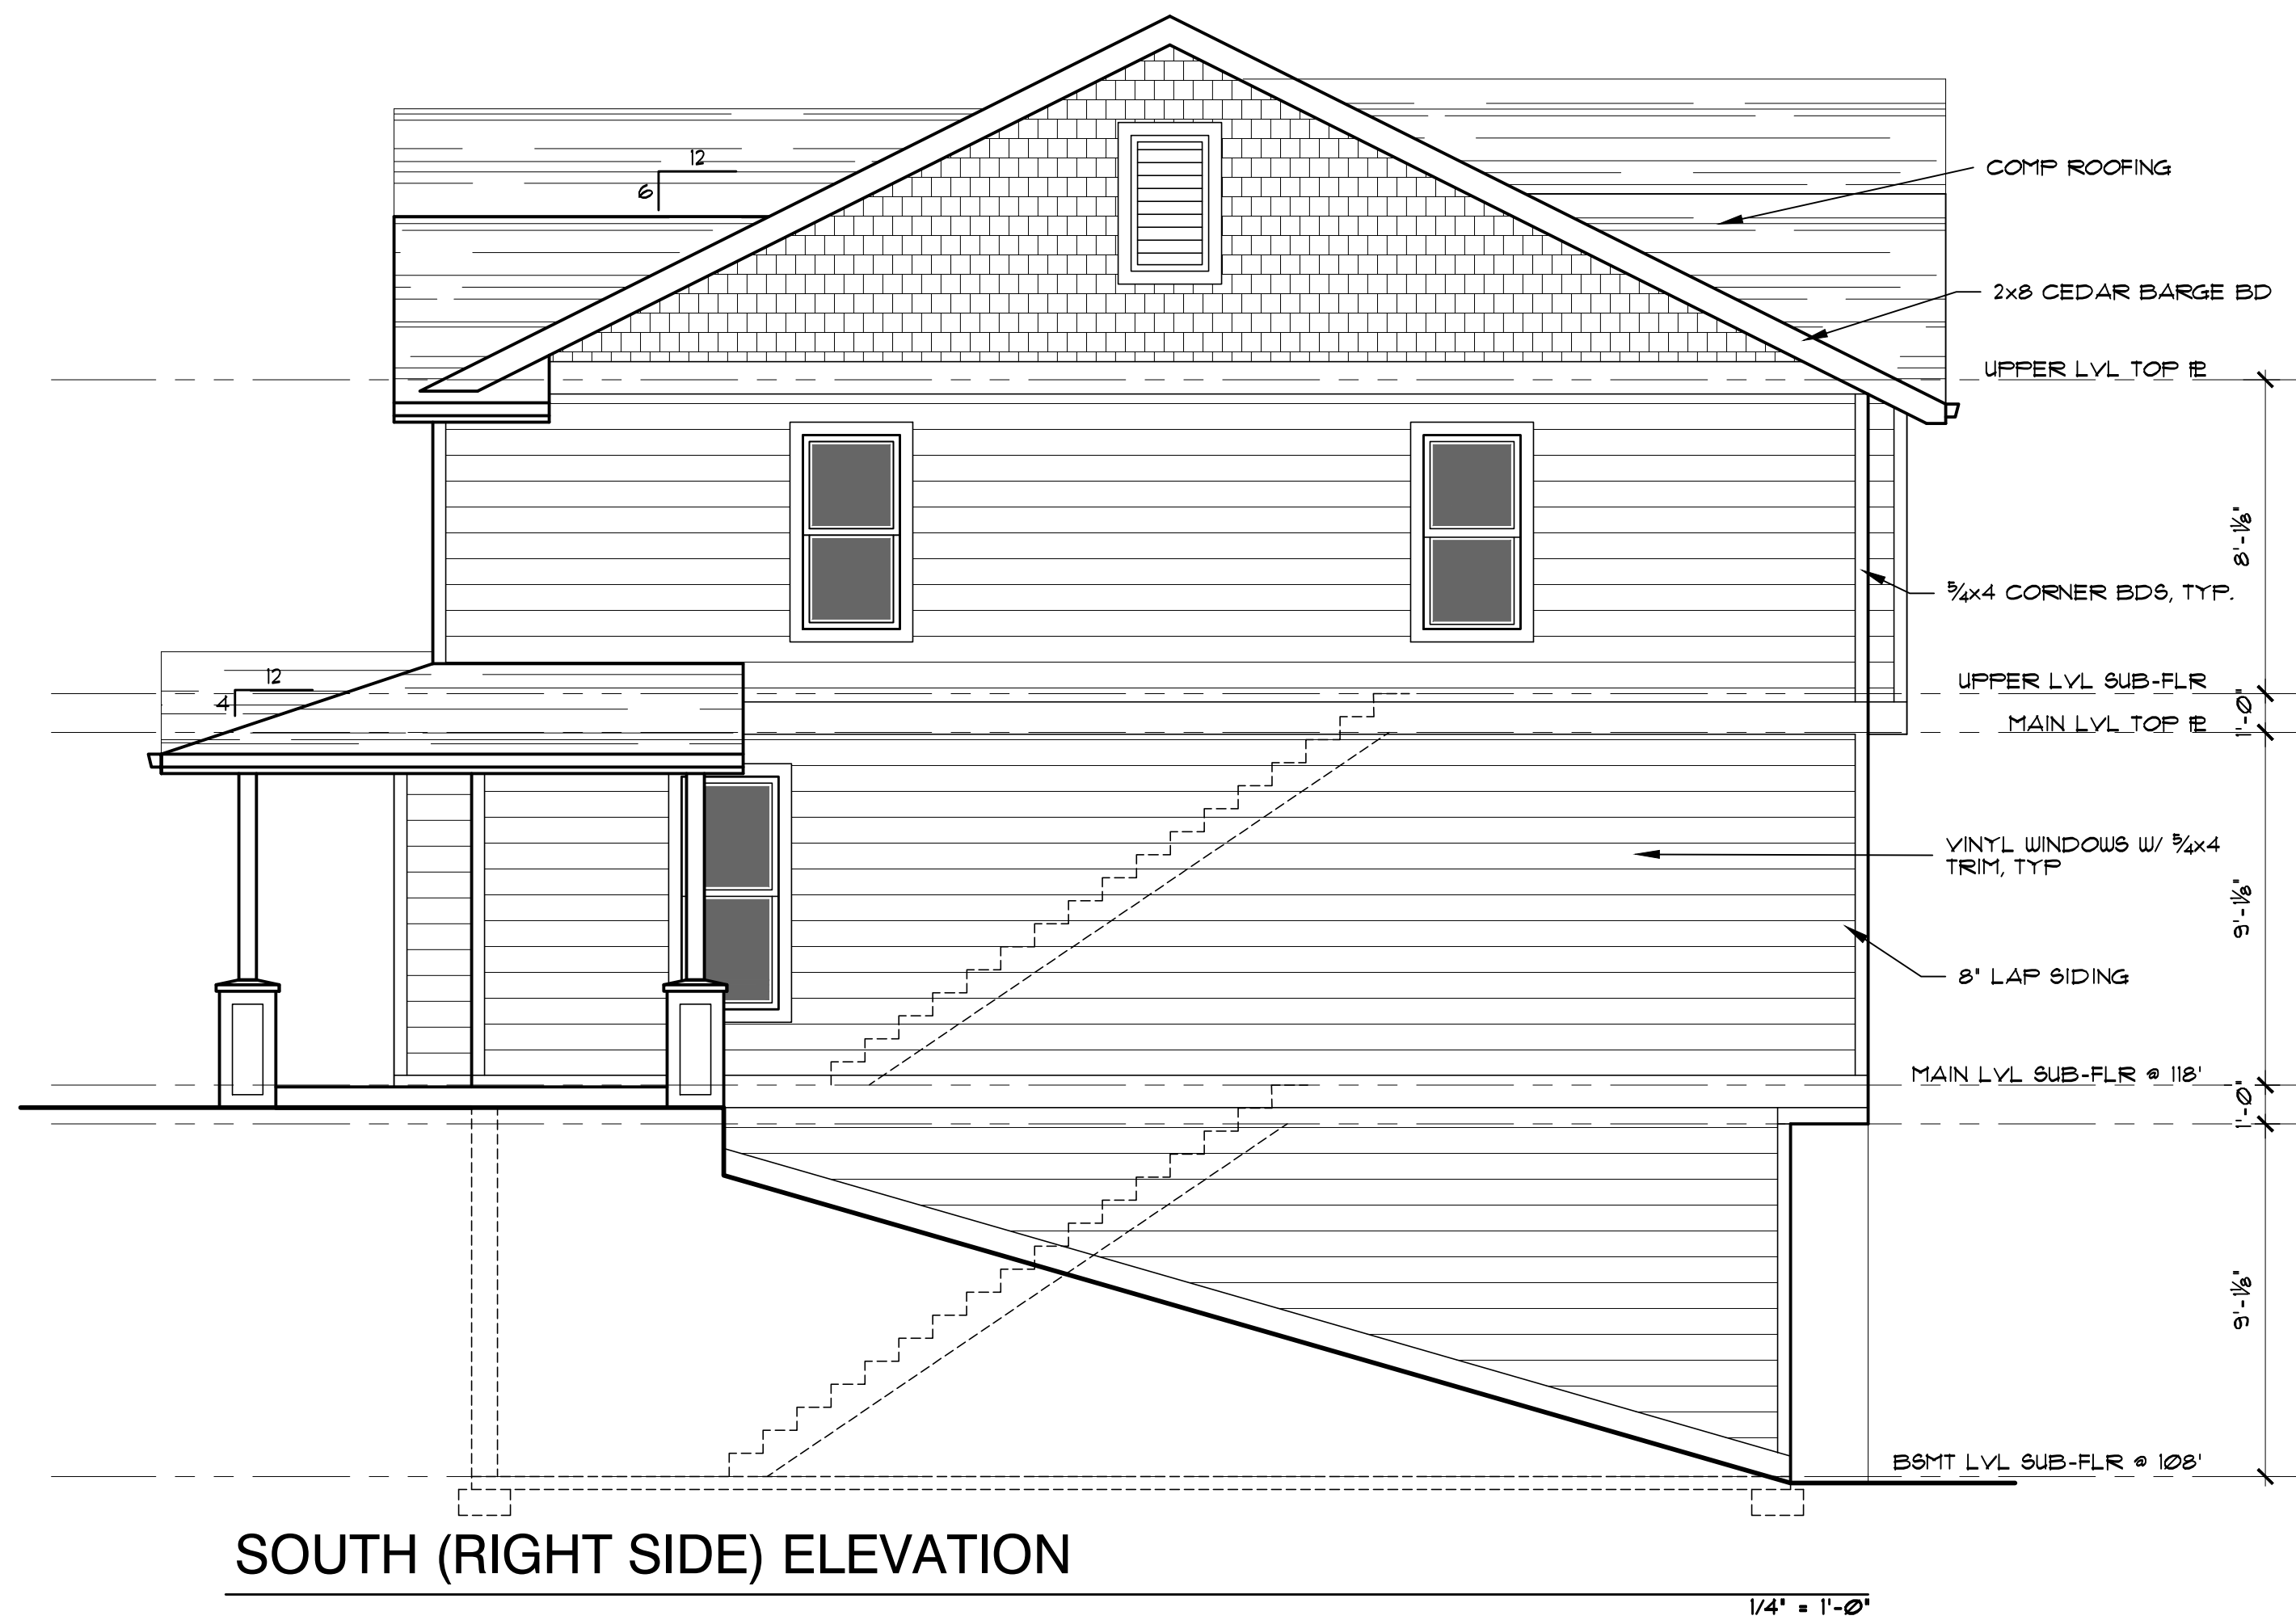 12
6
COMP ROOFING
2x8 CEDAR BARGE BD
UPPER LVL TOP PL
8'-1⅛"
5/4x4 CORNER BDS, TYP.
12
4
UPPER LVL SUB-FLR
1'-0"
MAIN LVL TOP PL
VINYL WINDOWS W/ 5/4x4
TRIM, TYP
9'-1⅛"
8" LAP SIDING
MAIN LVL SUB-FLR @ 118'
1'-0"
9'-1⅛"
BSMT LVL SUB-FLR @ 108'
SOUTH (RIGHT SIDE) ELEVATION
1/4" = 1'-0"